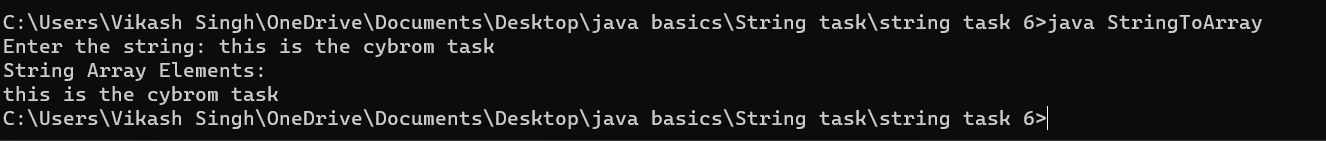 C:\Users\Vikash Singh\OneDrive\Documents\Desktop\java basics\String task\string task 6>java StringToArray
Enter the string: this is the cybrom task
String Array Elements:
this is the cybrom task
C:\Users\Vikash Singh\OneDrive\Documents\Desktop\java basics\String task\string task 6>